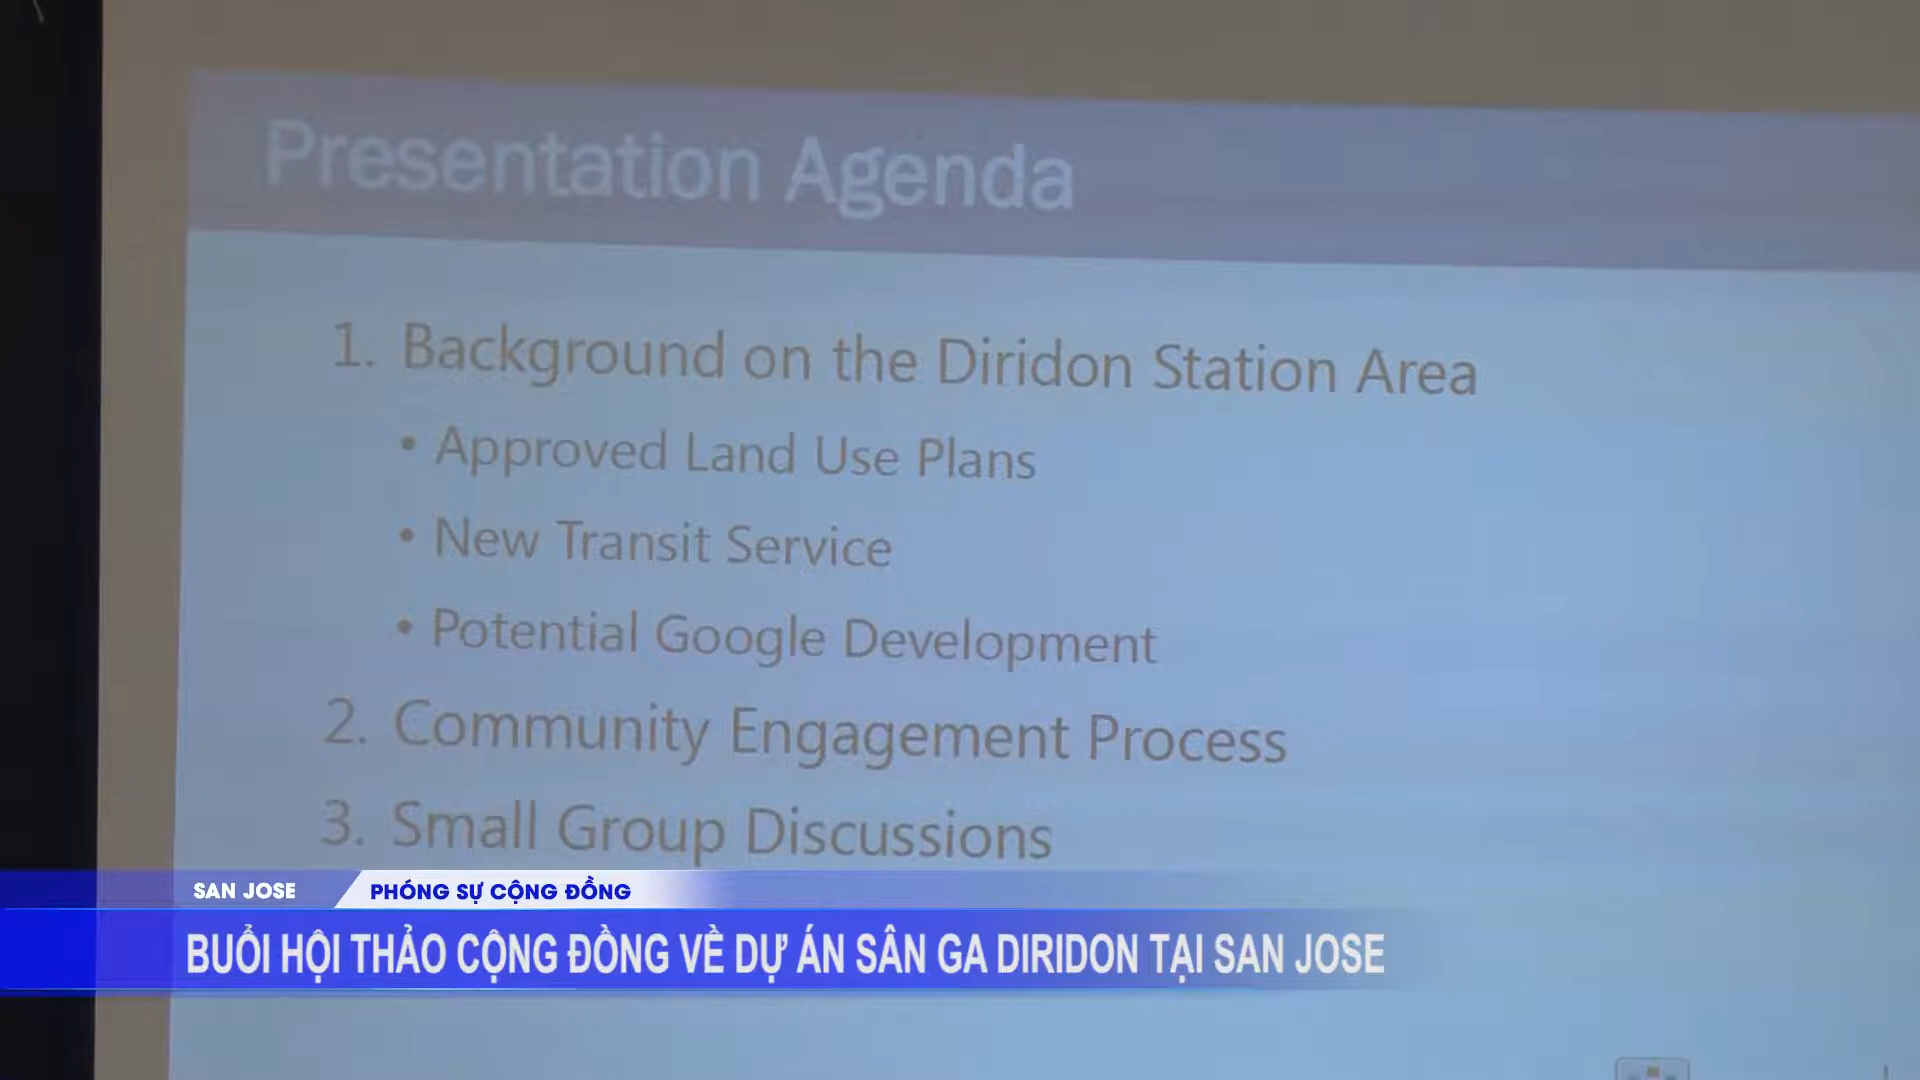 Presentation Agenda
1. Background on the Diridon Station Area
• Approved Land Use Plans
• New Transit Service
• Potential Google Development
2. Community Engagement Process
3. Small Group Discussions
SAN JOSE
PHÓNG SỰ CỘNG ĐỒNG
BUỔI HỘI THẢO CỘNG ĐỒNG VỀ DỰ ÁN SÂN GA DIRIDON TẠI SAN JOSE